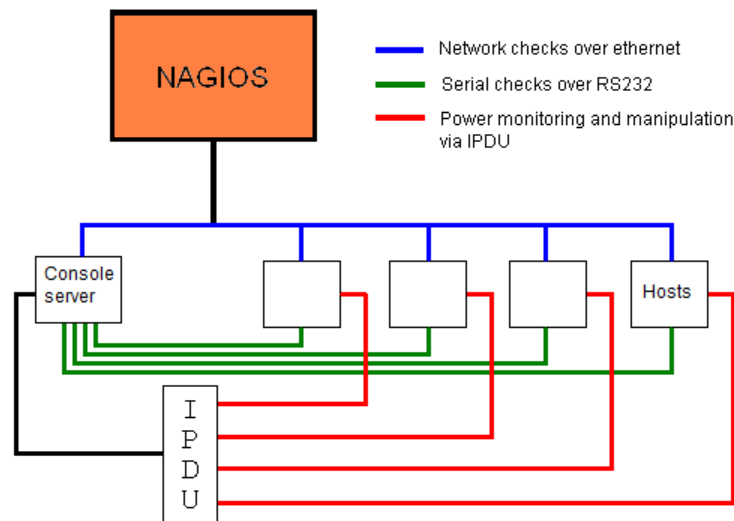 NAGIOS
Network checks over ethernet
Serial checks over RS232
Power monitoring and manipulation
via IPDU
Console
server
Hosts
I
P
D
U